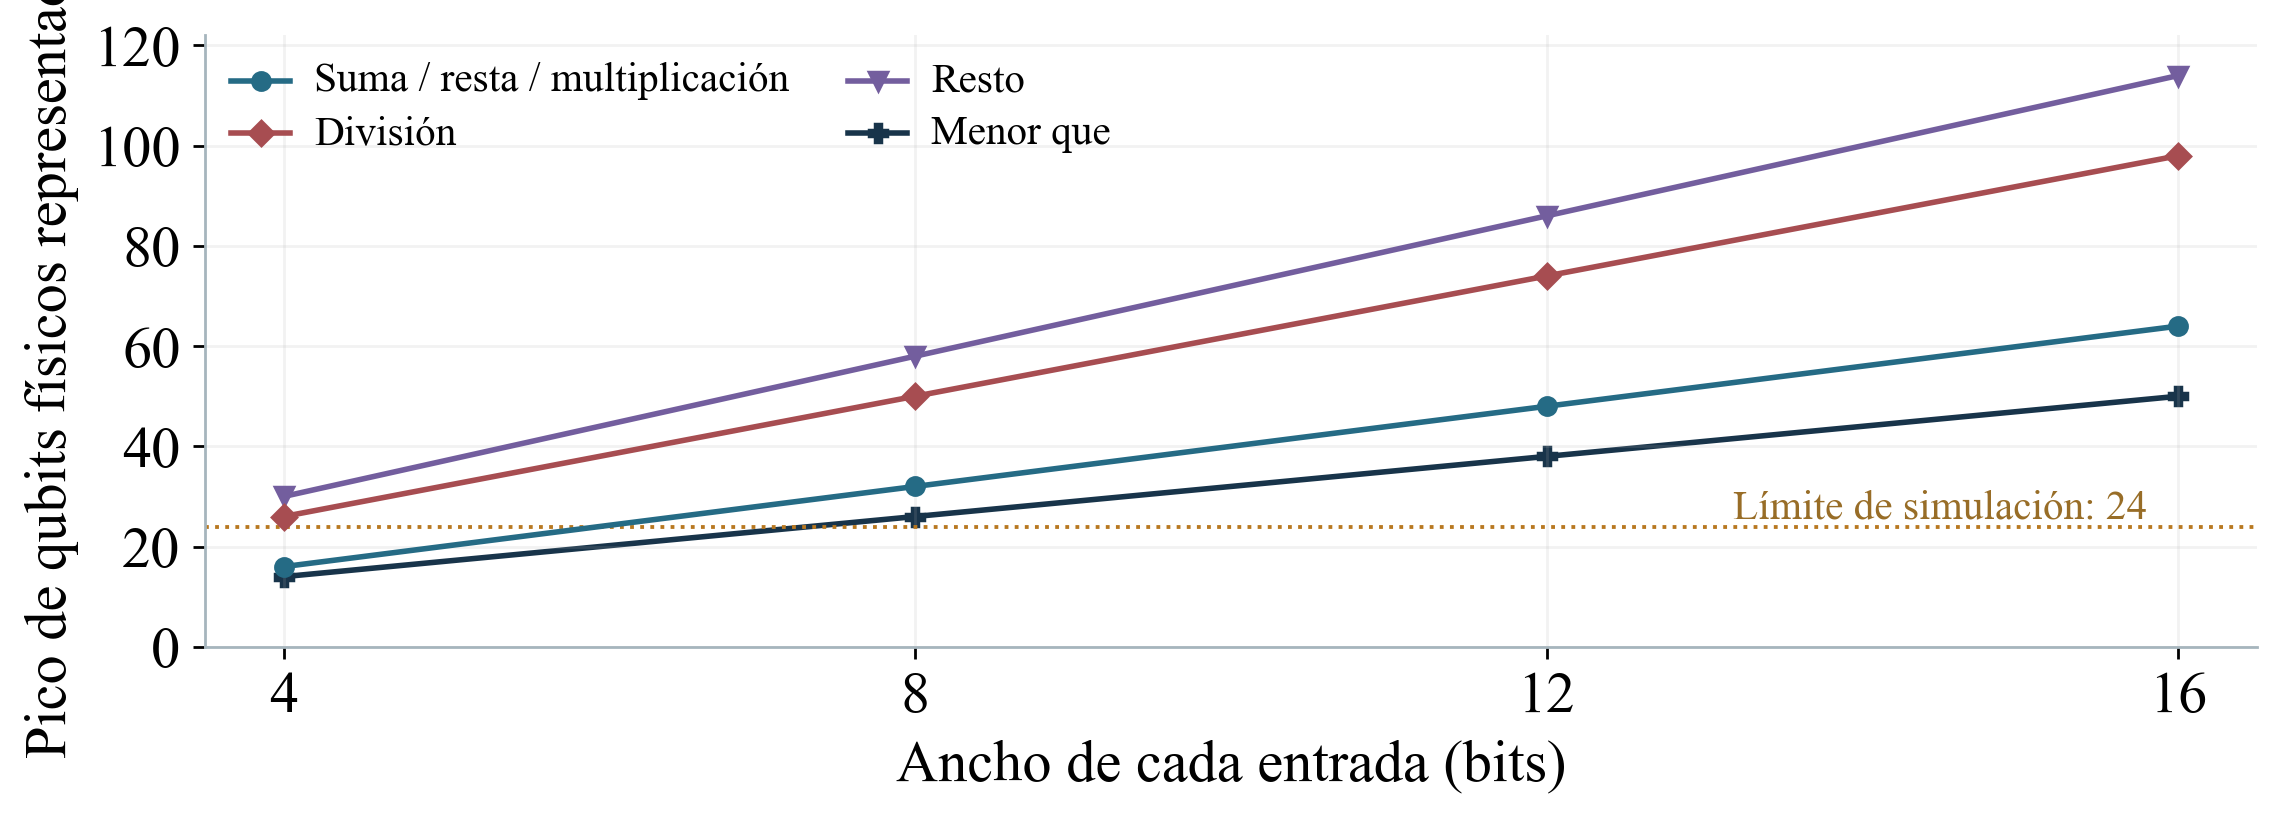 Pico de qubits físicos
120
100
80
60
40
20
0
Suma / resta / multiplicación
División
Resto
Menor que
Límite de simulación: 24
4
8
12
16
Ancho de cada entrada (bits)